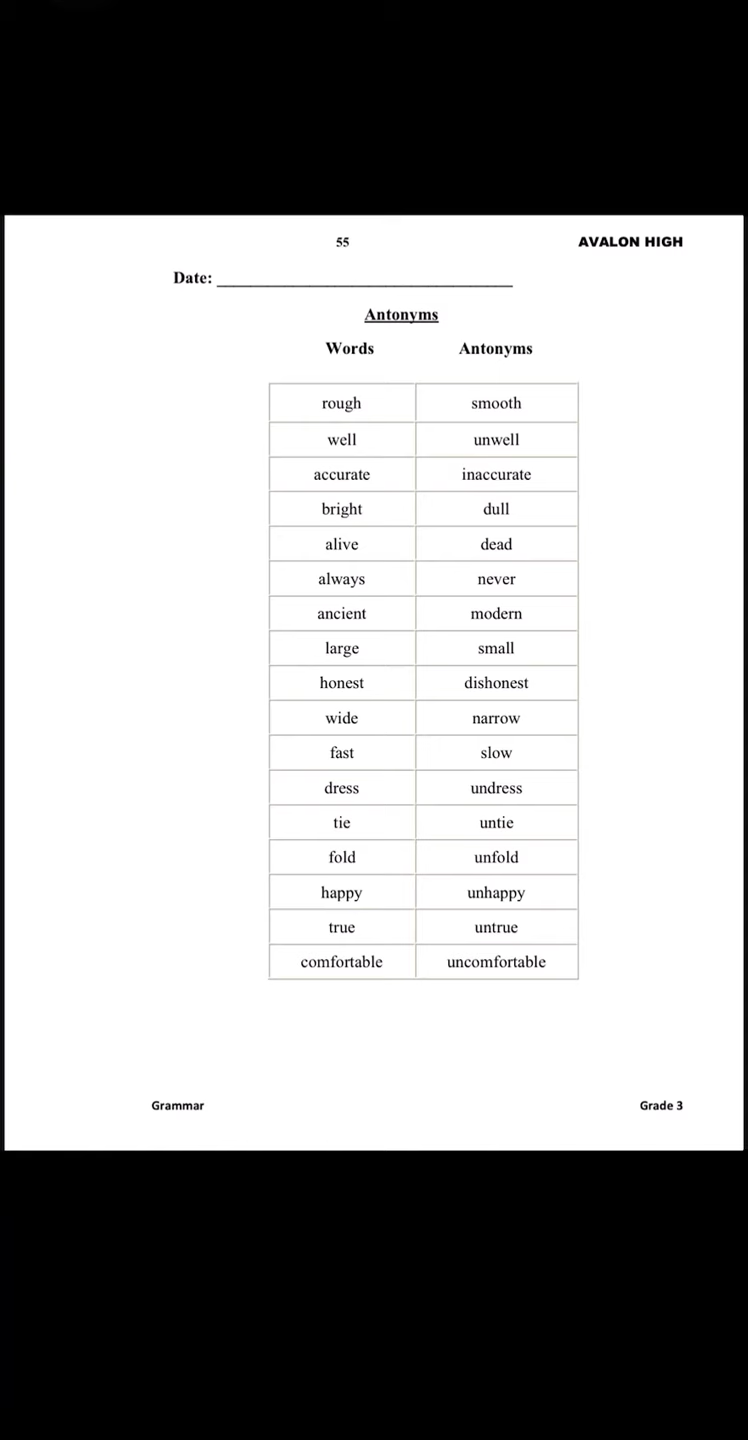 55 AVALON HIGH
Date: ___________________________________
Antonyms
Words Antonyms
rough smooth
well unwell
accurate inaccurate
bright dull
alive dead
always never
ancient modern
large small
honest dishonest
wide narrow
fast slow
dress undress
tie untie
fold unfold
happy unhappy
true untrue
comfortable uncomfortable
Grammar Grade 3